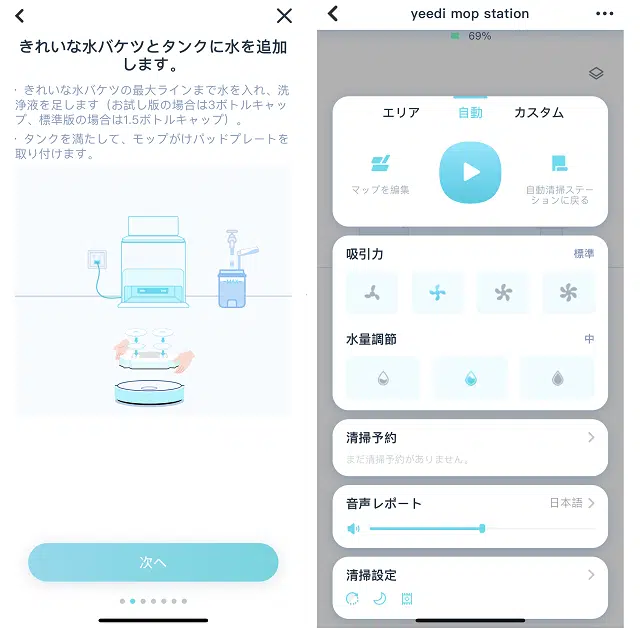 きれいな水バケツとタンクに水を追加
します。
· きれいな水バケツの最大ラインまで水を入れ、洗
浄液を足します（お試し版の場合は3ボトルキャッ
プ、標準版の場合は1.5ボトルキャップ）。
· タンクを満たして、モップがけパッドプレートを
取り付けます。
次へ
yeedi mop station
69%
エリア
自動
カスタム
マップを編集
自動清掃ステー
ションに戻る
吸引力
標準
水量調節
中
清掃予約
まだ清掃予約がありません。
音声レポート
日本語
清掃設定